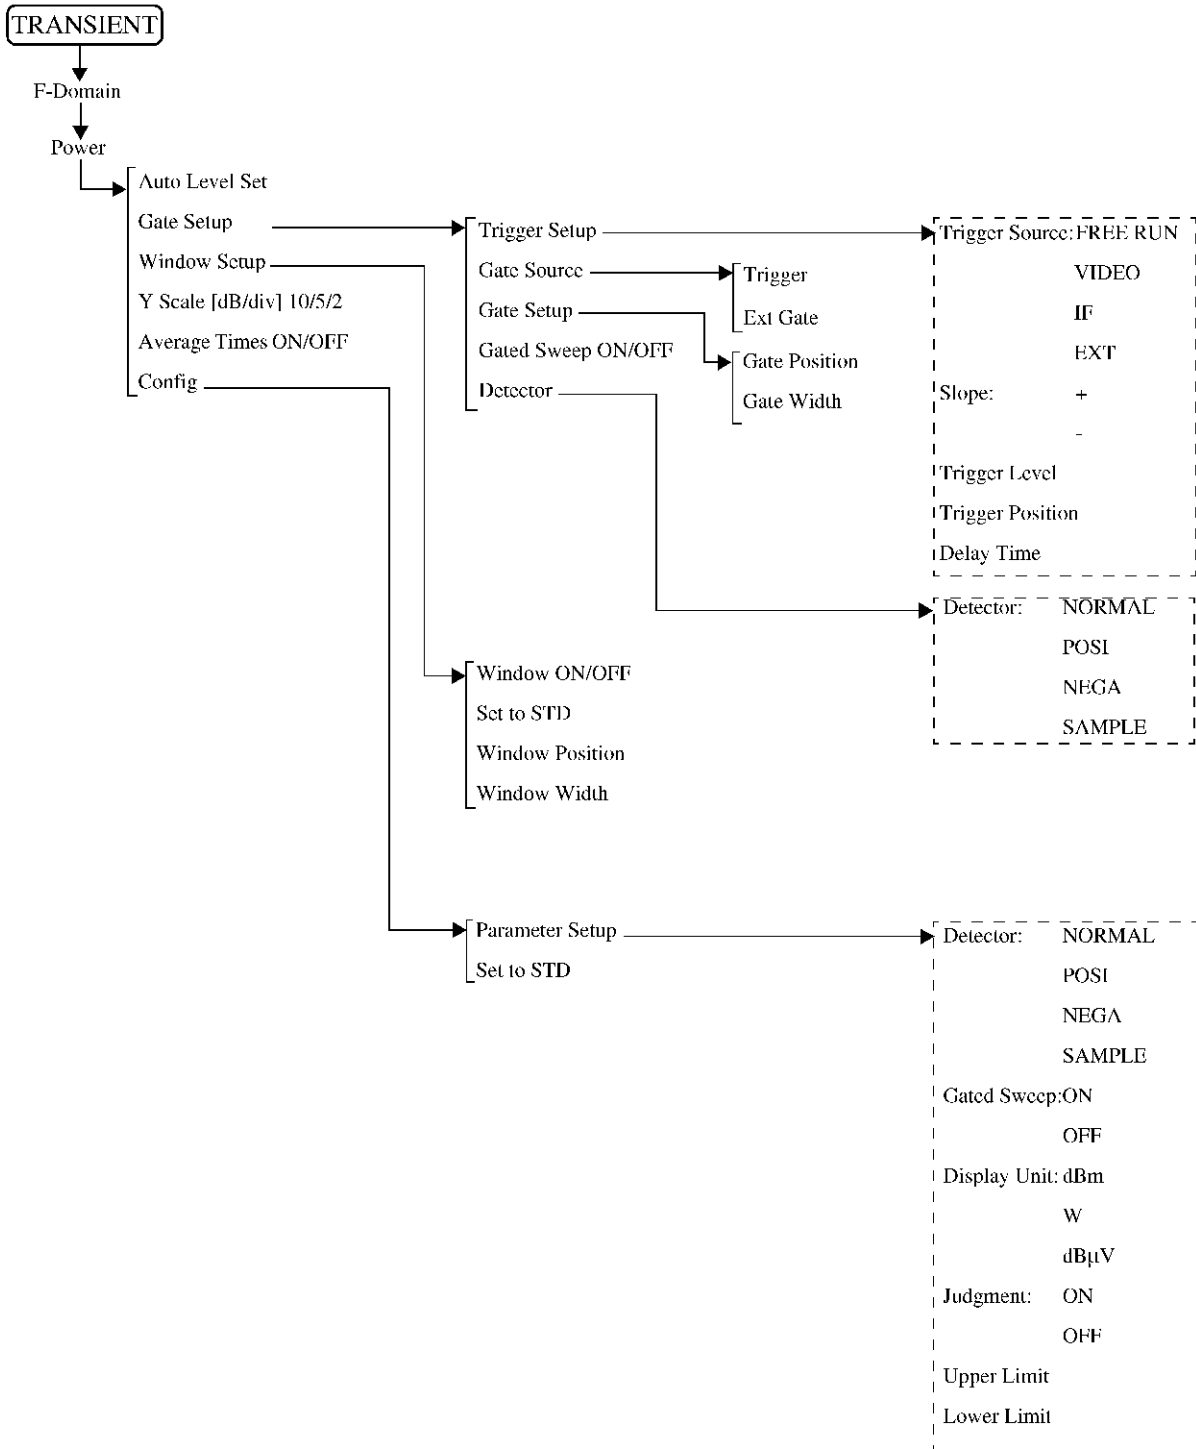 TRANSIENT
F-Domain
Power
Auto Level Set
Gate Setup
Window Setup
Y Scale [dB/div] 10/5/2
Average Times ON/OFF
Config
Trigger Setup
Gate Source
Gate Setup
Gated Sweep ON/OFF
Detector
Trigger
Ext Gate
Gate Position
Gate Width
Trigger Source: FREE RUN
VIDEO
IF
EXT
Slope: +
-
Trigger Level
Trigger Position
Delay Time
Detector: NORMAL
POSI
NEGA
SAMPLE
Window ON/OFF
Set to STD
Window Position
Window Width
Parameter Setup
Set to STD
Detector: NORMAL
POSI
NEGA
SAMPLE
Gated Sweep: ON
OFF
Display Unit: dBm
W
dBμV
Judgment: ON
OFF
Upper Limit
Lower Limit